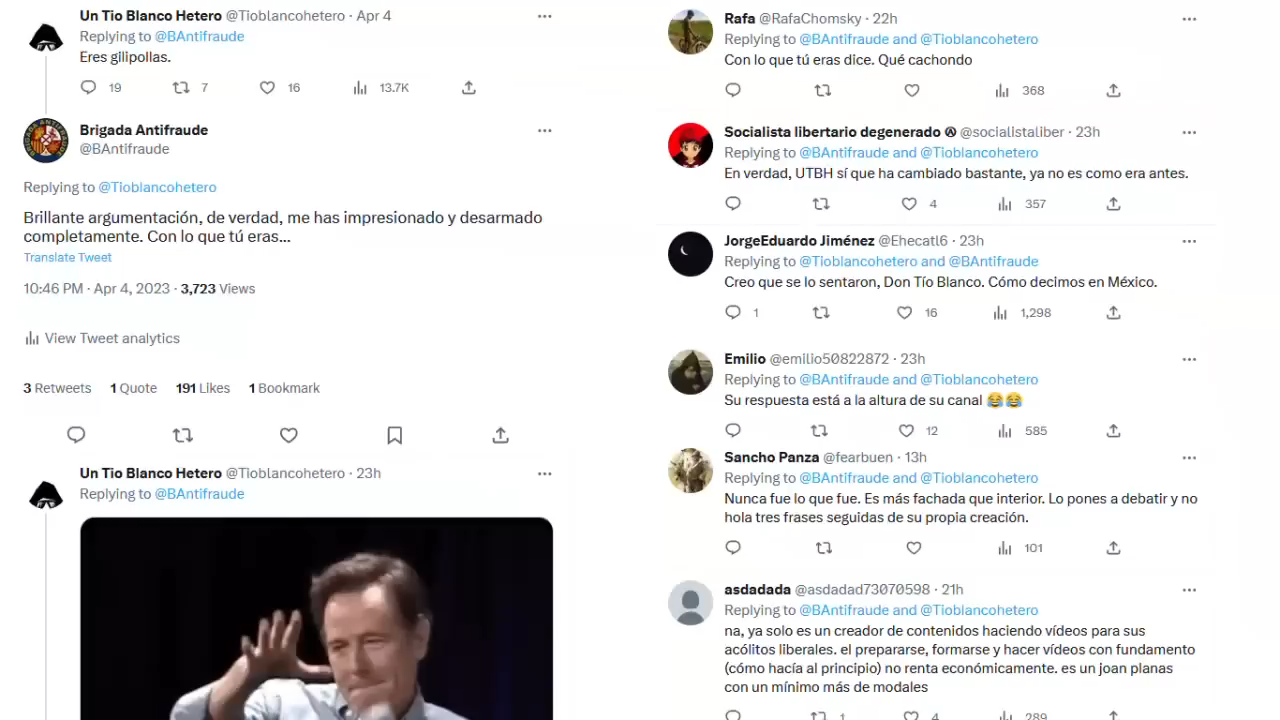 Un Tio Blanco Hetero @Tioblancohetero · Apr 4
Replying to @BAntifraude
Eres gilipollas.
19 7 16 13.7K
Brigada Antifraude
@BAntifraude
Replying to @Tioblancohetero
Brillante argumentación, de verdad, me has impresionado y desarmado
completamente. Con lo que tú eras...
Translate Tweet
10:46 PM · Apr 4, 2023 · 3,723 Views
View Tweet analytics
3 Retweets 1 Quote 191 Likes 1 Bookmark
Un Tio Blanco Hetero @Tioblancohetero · 23h
Replying to @BAntifraude
Rafa @RafaChomsky · 22h
Replying to @BAntifraude and @Tioblancohetero
Con lo que tú eras dice. Qué cachondo
368
Socialista libertario degenerado Ⓐ @sociaIistaliber · 23h
Replying to @BAntifraude and @Tioblancohetero
En verdad, UTBH sí que ha cambiado bastante, ya no es como era antes.
4 357
JorgeEduardo Jiménez @Ehecatl6 · 23h
Replying to @Tioblancohetero and @BAntifraude
Creo que se lo sentaron, Don Tío Blanco. Cómo decimos en México.
1 16 1,298
Emilio @emilio50822872 · 23h
Replying to @BAntifraude and @Tioblancohetero
Su respuesta está a la altura de su canal 😂😂
12 585
Sancho Panza @fearbuen · 13h
Replying to @BAntifraude and @Tioblancohetero
Nunca fue lo que fue. Es más fachada que interior. Lo pones a debatir y no
hola tres frases seguidas de su propia creación.
101
asdadada @asdadad73070598 · 21h
Replying to @BAntifraude and @Tioblancohetero
na, ya solo es un creador de contenidos haciendo vídeos para sus
acólitos liberales. el prepararse, formarse y hacer vídeos con fundamento
(cómo hacía al principio) no renta económicamente. es un joan planas
con un mínimo más de modales
1 4 289